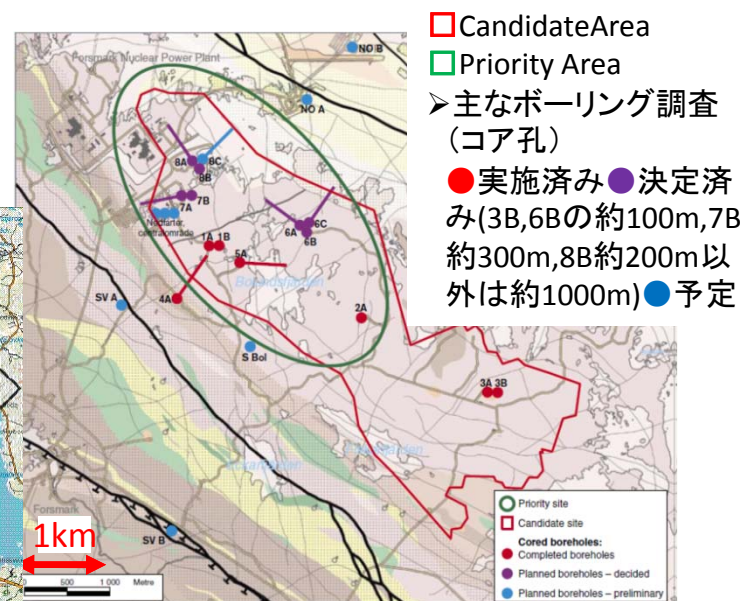 CandidateArea
Priority Area
➢主なボーリング調査
（コア孔）
●実施済み●決定済
み(3B,6Bの約100m,7B
約300m,8B約200m以
外は約1000m)●予定
Forsmark Nuclear Power Plant
NO B
NO A
8A
8C
8B
7B
7A
6A
6C
6B
1A 1B
5A
4A
2A
SV A
S Bol
3A 3B
Forsmark
SV B
1km
500
1 000
Metre
Priority site
Candidate site
Cored boreholes:
Completed boreholes
Planned boreholes – decided
Planned boreholes – preliminary